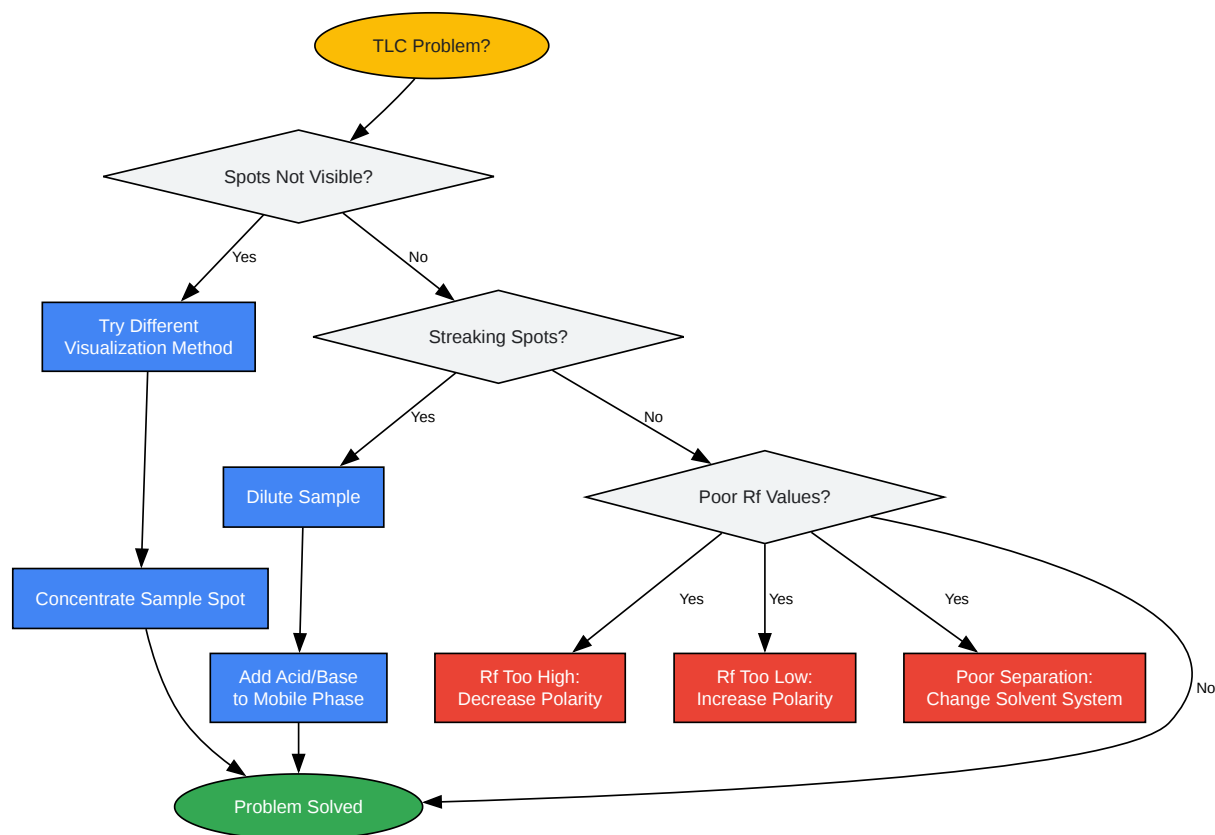 TLC Problem?
Spots Not Visible?
Yes
No
Try Different
Visualization Method
Streaking Spots?
Yes
No
Dilute Sample
Poor Rf Values?
Concentrate Sample Spot
Yes
Yes
Yes
No
Add Acid/Base
to Mobile Phase
Rf Too High:
Decrease Polarity
Rf Too Low:
Increase Polarity
Poor Separation:
Change Solvent System
Problem Solved